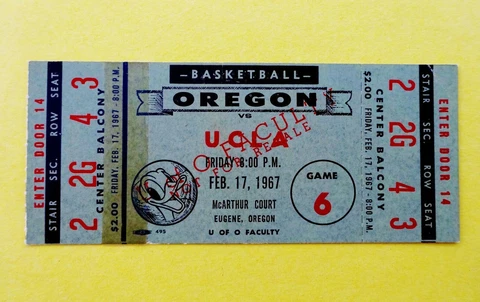 STAIR SEC. ROW SEAT
2 2G 4 3
ENTER DOOR 14
CENTER BALCONY
$2.00 FRIDAY, FEB. 17, 1967 - 8:00 P.M.
BASKETBALL
OREGON
VS
U.C.L.A.
FRIDAY 8:00 P.M.
FEB. 17, 1967
McARTHUR COURT
EUGENE, OREGON
U OF O FACULTY
495
U OF O FACULTY
NOT FOR RESALE
GAME
6
$2.00 FRIDAY, FEB. 17, 1967 - 8:00 P.M.
CENTER BALCONY
2 2G 4 3
STAIR SEC. ROW SEAT
ENTER DOOR 14